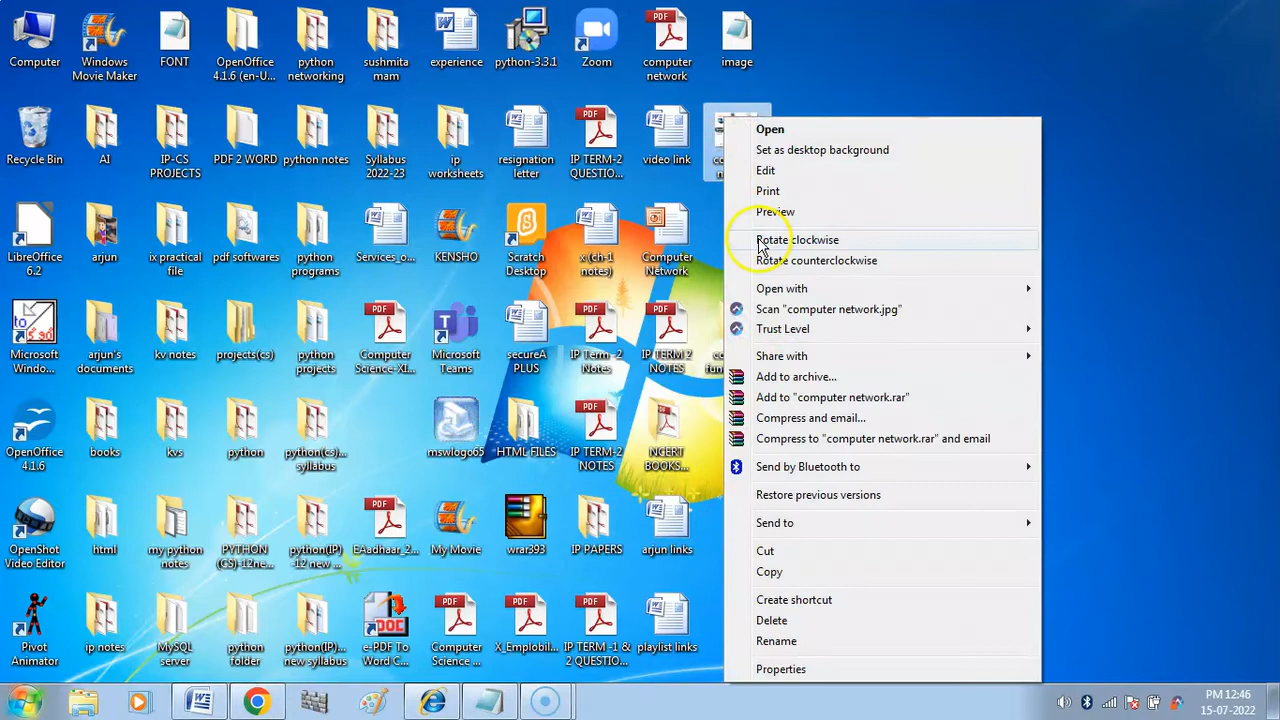 Computer
Windows
Movie Maker
FONT
OpenOffice
4.1.6 (en-U...
python
networking
sushmita
mam
experience
python-3.3.1
Zoom
computer
network
image
Recycle Bin
AI
IP-CS
PROJECTS
PDF 2 WORD
python notes
Syllabus
2022-23
ip
worksheets
resignation
letter
IP TERM-2
QUESTIO...
video link
LibreOffice
6.2
arjun
ix practical
file
pdf softwares
python
programs
Services_o...
KENSHO
Scratch
Desktop
x (ch-1
notes)
Computer
Network
Microsoft
Windo...
arjun's
documents
kv notes
projects(cs)
python
projects
Computer
Science-XI...
Microsoft
Teams
secureA
PLUS
IP Term -2
Notes
IP TERM 2
NOTES
OpenOffice
4.1.6
books
kvs
python
python(cs)
syllabus
mswlogo65
HTML FILES
IP TERM-2
NOTES
NCERT
BOOKS...
OpenShot
Video Editor
html
my python
notes
PYTHON
(CS)-12ne...
python(IP)
-12 new ...
EAadhaar_2...
My Movie
wrar393
IP PAPERS
arjun links
Pivot
Animator
ip notes
MySQL
server
python
folder
python(IP)...
new syllabus
e-PDF To
Word C...
Computer
Science ...
X_Emplobil...
IP TERM -1 &
2 QUESTIO...
playlist links
Open
Set as desktop background
Edit
Print
Preview
Rotate clockwise
Rotate counterclockwise
Open with
Scan "computer network.jpg"
Trust Level
Share with
Add to archive...
Add to "computer network.rar"
Compress and email...
Compress to "computer network.rar" and email
Send by Bluetooth to
Restore previous versions
Send to
Cut
Copy
Create shortcut
Delete
Rename
Properties
PM 12:46
15-07-2022